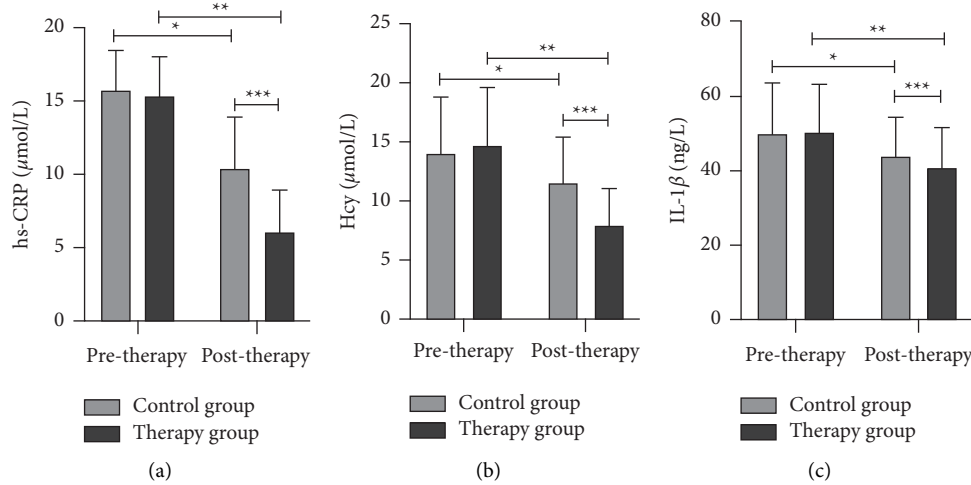 hs-CRP (μmol/L)
20
15
10
5
0
*
**
***
Pre-therapy Post-therapy
Control group
Therapy group
(a)
Hcy (μmol/L)
25
20
15
10
5
0
*
**
***
Pre-therapy Post-therapy
Control group
Therapy group
(b)
IL-1β (ng/L)
80
60
40
20
0
*
**
***
Pre-therapy Post-therapy
Control group
Therapy group
(c)